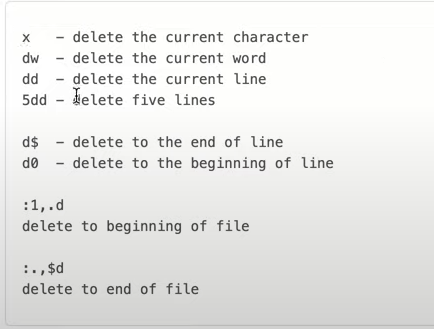 x  - delete the current character
dw  - delete the current word
dd  - delete the current line
5dd - delete five lines
d$  - delete to the end of line
d0  - delete to the beginning of line
:1,.d
delete to beginning of file
:.,$d
delete to end of file